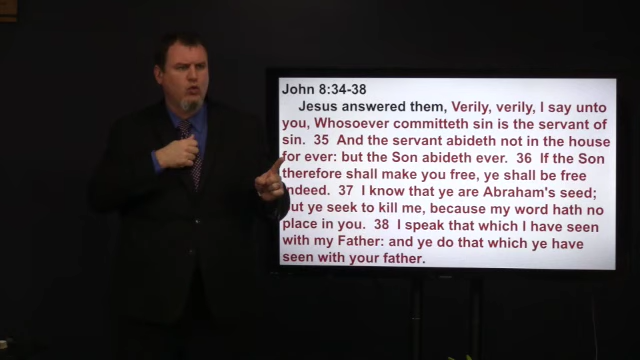 John 8:34-38
Jesus answered them, Verily, verily, I say unto
you, Whosoever committeth sin is the servant of
sin. 35 And the servant abideth not in the house
for ever: but the Son abideth ever. 36 If the Son
therefore shall make you free, ye shall be free
indeed. 37 I know that ye are Abraham's seed;
but ye seek to kill me, because my word hath no
place in you. 38 I speak that which I have seen
with my Father: and ye do that which ye have
seen with your father.